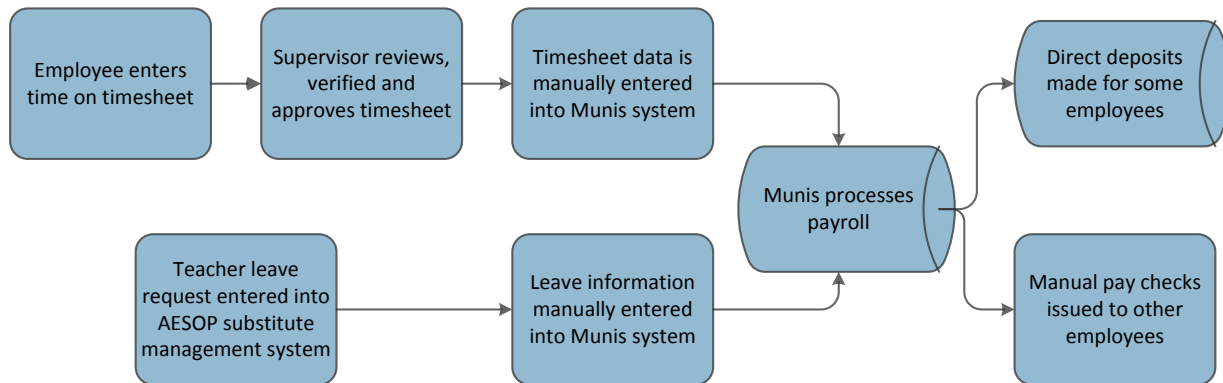 Employee enters
time on timesheet
Supervisor reviews,
verified and
approves timesheet
Timesheet data is
manually entered
into Munis system
Direct deposits
made for some
employees
Munis processes
payroll
Teacher leave
request entered into
AESOP substitute
management system
Leave information
manually entered
into Munis system
Manual pay checks
issued to other
employees